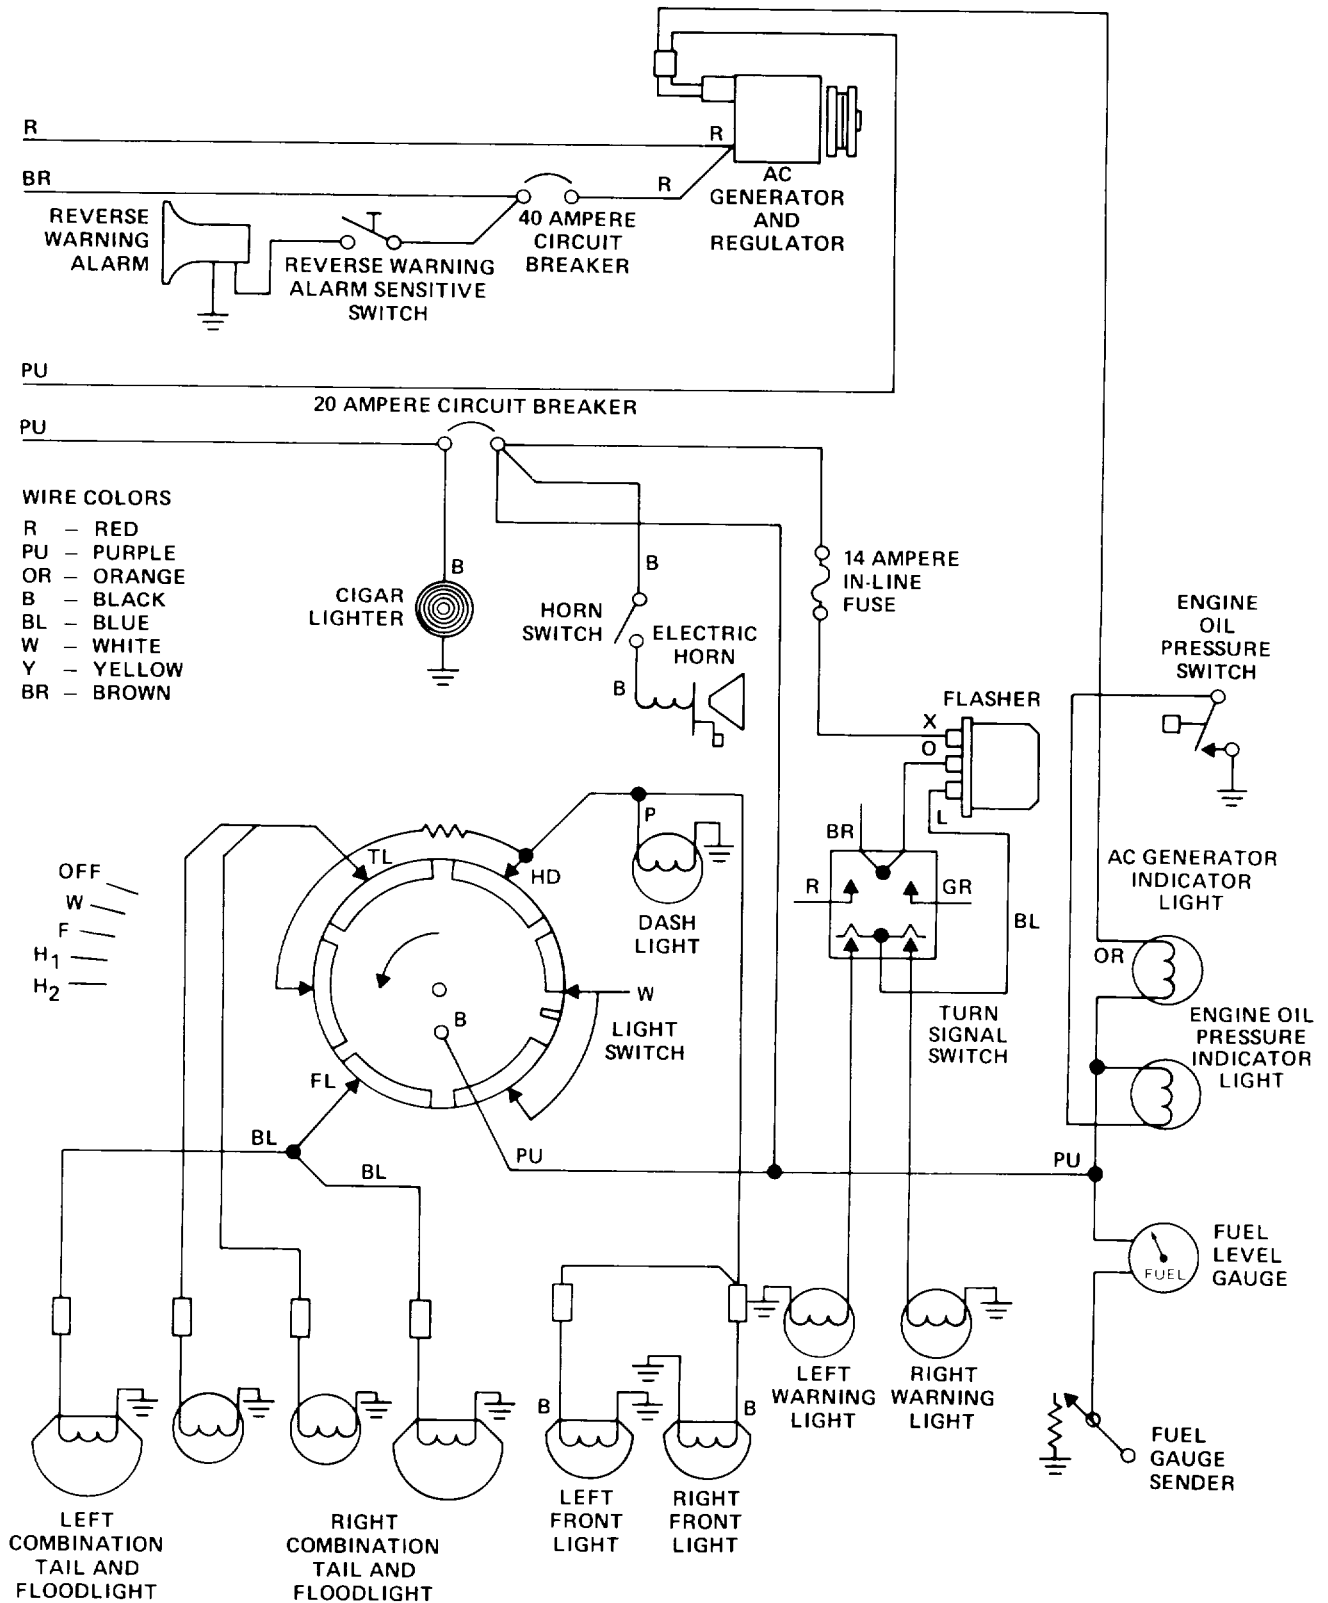 R
R
BR
R
AC
GENERATOR
AND
REGULATOR
REVERSE
WARNING
ALARM
40 AMPERE
CIRCUIT
BREAKER
REVERSE WARNING
ALARM SENSITIVE
SWITCH
PU
20 AMPERE CIRCUIT BREAKER
PU
WIRE COLORS
R – RED
PU – PURPLE
OR – ORANGE
B – BLACK
BL – BLUE
W – WHITE
Y – YELLOW
BR – BROWN
B
CIGAR
LIGHTER
B
HORN
SWITCH
ELECTRIC
HORN
B
14 AMPERE
IN-LINE
FUSE
ENGINE
OIL
PRESSURE
SWITCH
FLASHER
X
O
L
P
DASH
LIGHT
BR
R
GR
BL
TURN
SIGNAL
SWITCH
AC GENERATOR
INDICATOR
LIGHT
OR
ENGINE OIL
PRESSURE
INDICATOR
LIGHT
OFF
W
F
H1
H2
TL
HD
W
LIGHT
SWITCH
B
FL
BL
BL
PU
PU
FUEL
FUEL
LEVEL
GAUGE
LEFT
WARNING
LIGHT
RIGHT
WARNING
LIGHT
B
B
FUEL
GAUGE
SENDER
LEFT
COMBINATION
TAIL AND
FLOODLIGHT
RIGHT
COMBINATION
TAIL AND
FLOODLIGHT
LEFT
FRONT
LIGHT
RIGHT
FRONT
LIGHT